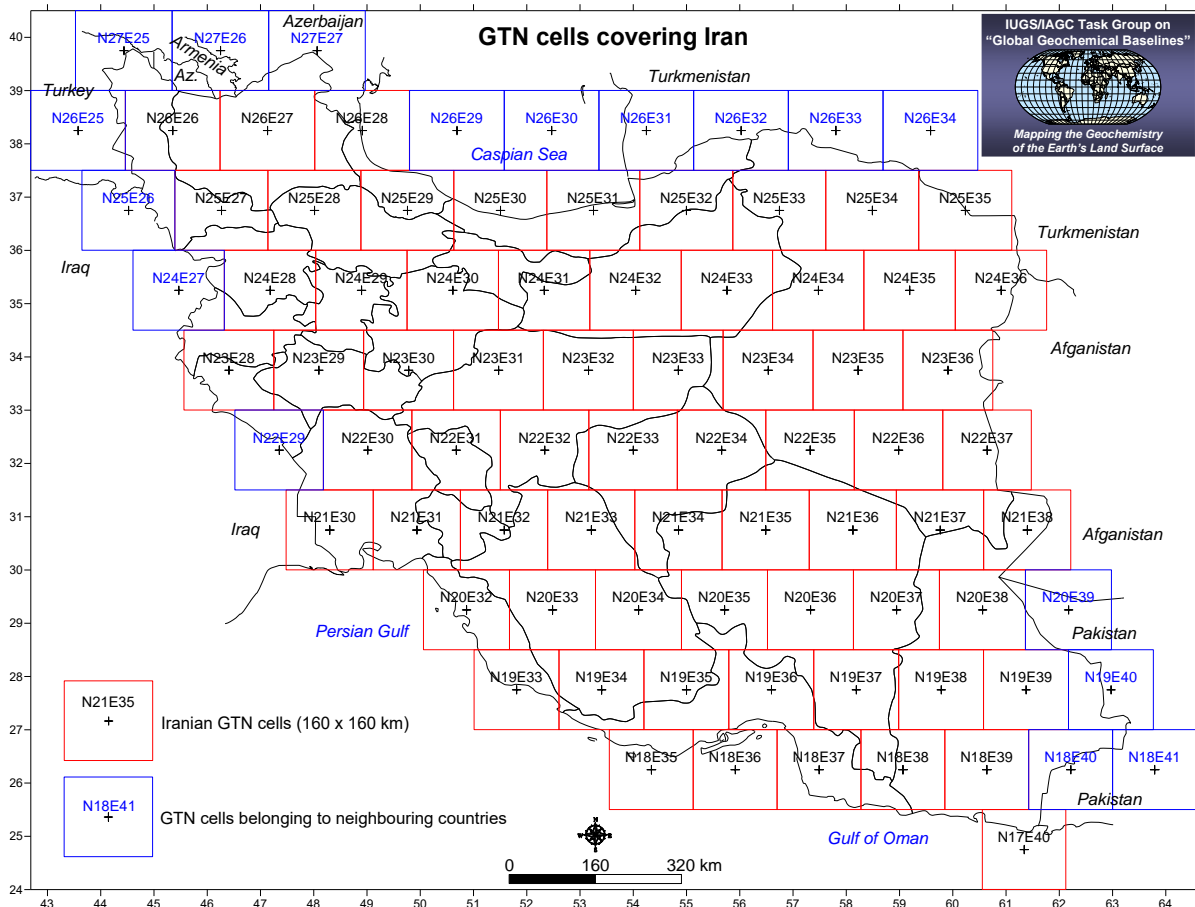 GTN cells covering Iran
IUGS/IAGC Task Group on
“Global Geochemical Baselines”
Mapping the Geochemistry
of the Earth’s Land Surface
Azerbaijan
Armenia
Az.
Turkey
Turkmenistan
40
N27E25 N27E26 N27E27
39
N26E25 N26E26 N26E27 N26E28 N26E29 N26E30 N26E31 N26E32 N26E33 N26E34
38
Caspian Sea
37
N25E26 N25E27 N25E28 N25E29 N25E30 N25E31 N25E32 N25E33 N25E34 N25E35
Turkmenistan
36
Iraq
N24E27 N24E28 N24E29 N24E30 N24E31 N24E32 N24E33 N24E34 N24E35 N24E36
35
Afganistan
34
N23E28 N23E29 N23E30 N23E31 N23E32 N23E33 N23E34 N23E35 N23E36
33
N22E29 N22E30 N22E31 N22E32 N22E33 N22E34 N22E35 N22E36 N22E37
32
31
N21E30 N21E31 N21E32 N21E33 N21E34 N21E35 N21E36 N21E37 N21E38
Iraq
Afganistan
30
N20E32 N20E33 N20E34 N20E35 N20E36 N20E37 N20E38 N20E39
29
Persian Gulf
Pakistan
28
N19E33 N19E34 N19E35 N19E36 N19E37 N19E38 N19E39 N19E40
N21E35
Iranian GTN cells (160 x 160 km)
27
N18E35 N18E36 N18E37 N18E38 N18E39 N18E40 N18E41
26
Pakistan
N18E41
GTN cells belonging to neighbouring countries
25
Gulf of Oman
N17E40
0 160 320 km
24
43 44 45 46 47 48 49 50 51 52 53 54 55 56 57 58 59 60 61 62 63 64